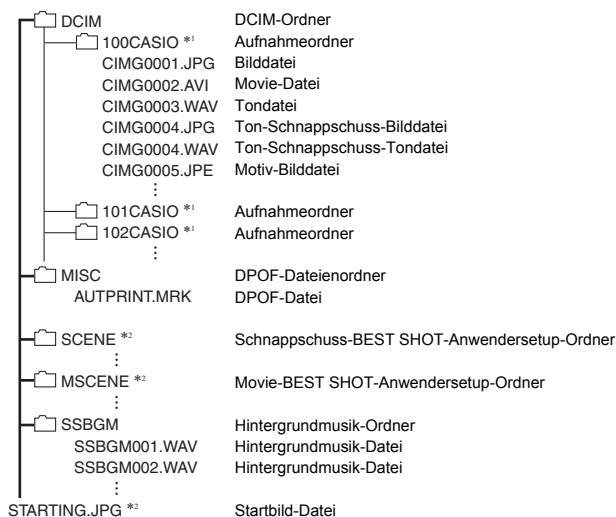 DCIM DCIM-Ordner
100CASIO *1 Aufnahmeordner
CIMG0001.JPG Bilddatei
CIMG0002.AVI Movie-Datei
CIMG0003.WAV Tondatei
CIMG0004.JPG Ton-Schnappschuss-Bilddatei
CIMG0004.WAV Ton-Schnappschuss-Tondatei
CIMG0005.JPE Motiv-Bilddatei
101CASIO *1 Aufnahmeordner
102CASIO *1 Aufnahmeordner
MISC DPOF-Dateienordner
AUTPRINT.MRK DPOF-Datei
SCENE *2 Schnappschuss-BEST SHOT-Anwendersetup-Ordner
MSCENE *2 Movie-BEST SHOT-Anwendersetup-Ordner
SSBGM Hintergrundmusik-Ordner
SSBGM001.WAV Hintergrundmusik-Datei
SSBGM002.WAV Hintergrundmusik-Datei
STARTING.JPG *2 Startbild-Datei